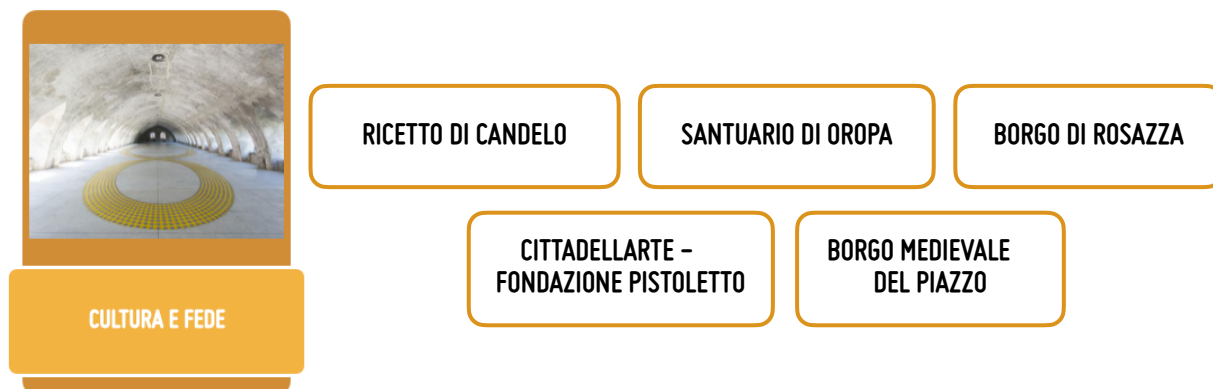 RICETTO DI CANDELO
SANTUARIO DI OROPA
BORGO DI ROSAZZA
CITTADELLARTE –
FONDAZIONE PISTOLETTO
BORGO MEDIEVALE
DEL PIAZZO
CULTURA E FEDE